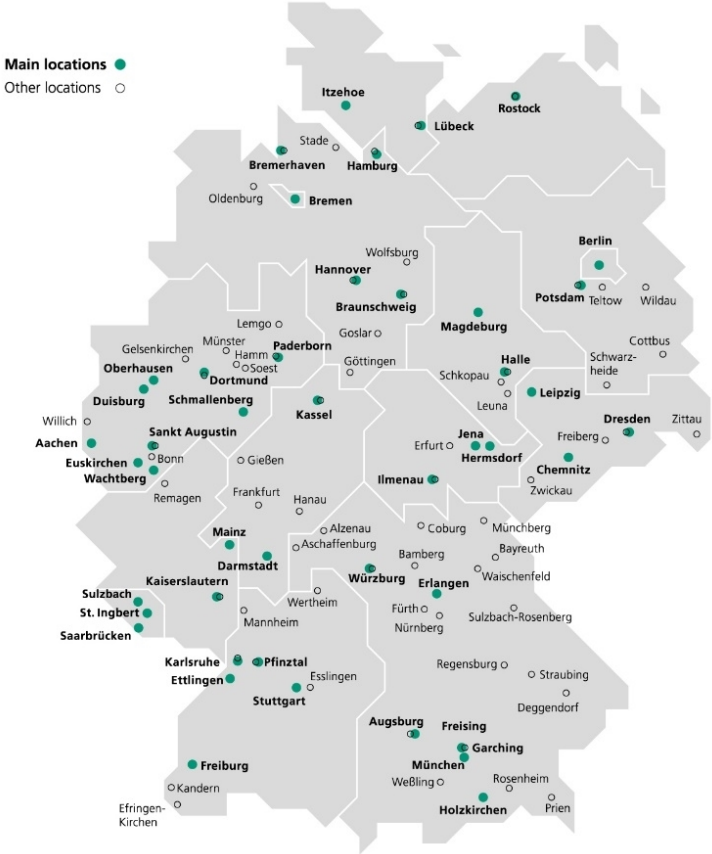 Main locations
Other locations
Itzehoe
Rostock
Lübeck
Stade
Bremerhaven
Hamburg
Oldenburg
Bremen
Berlin
Wolfsburg
Hannover
Potsdam
Teltow
Wildau
Braunschweig
Magdeburg
Lemgo
Goslar
Cottbus
Münster
Paderborn
Gelsenkirchen
Hamm
Göttingen
Halle
Schwarz-
heide
Oberhausen
Soest
Schkopau
Dortmund
Leipzig
Duisburg
Schmallenberg
Leuna
Kassel
Willich
Dresden
Zittau
Sankt Augustin
Jena
Freiberg
Aachen
Erfurt
Bonn
Gießen
Hermsdorf
Euskirchen
Chemnitz
Wachtberg
Ilmenau
Zwickau
Remagen
Frankfurt
Hanau
Mainz
Alzenau
Coburg
Münchberg
Aschaffenburg
Bayreuth
Darmstadt
Bamberg
Waischenfeld
Kaiserslautern
Würzburg
Erlangen
Sulzbach
Wertheim
St. Ingbert
Fürth
Sulzbach-Rosenberg
Mannheim
Nürnberg
Saarbrücken
Karlsruhe
Pfinztal
Regensburg
Ettlingen
Esslingen
Straubing
Stuttgart
Deggendorf
Augsburg
Freising
Garching
München
Freiburg
Weßling
Rosenheim
Kandern
Holzkirchen
Prien
Efringen-
Kirchen